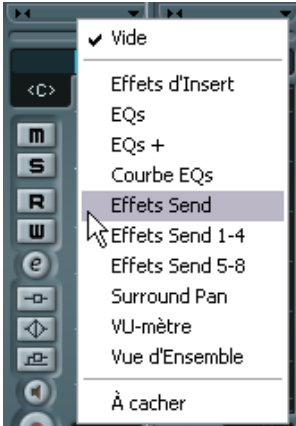 Vide
<C>
Effets d'Insert
EQs
EQs +
Courbe EQs
Effets Send
Effets Send 1-4
Effets Send 5-8
Surround Pan
VU-mètre
Vue d'Ensemble
À cacher
m
S
R
W
e